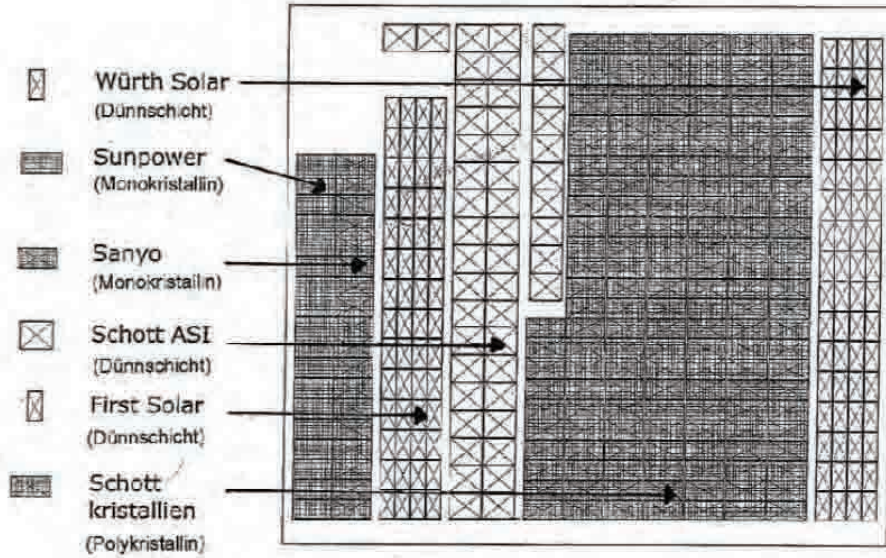 Würth Solar
(Dünnschicht)
Sunpower
(Monokristallin)
Sanyo
(Monokristallin)
Schott ASI
(Dünnschicht)
First Solar
(Dünnschicht)
Schott
kristallien
(Polykristallin)